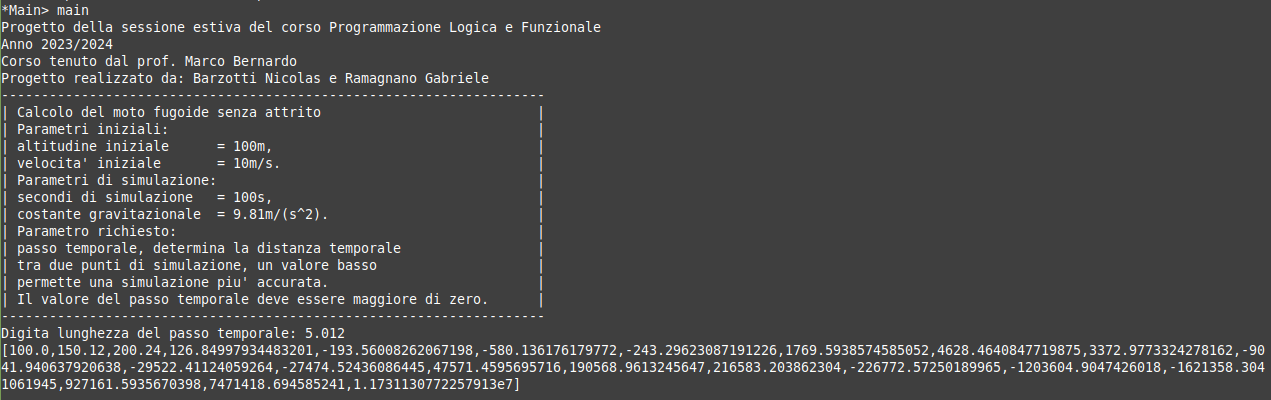 *Main> main
Progetto della sessione estiva del corso Programmazione Logica e Funzionale
Anno 2023/2024
Corso tenuto dal prof. Marco Bernardo
Progetto realizzato da: Barzotti Nicolas e Ramagnano Gabriele
--------------------------------------------------------------------
| Calcolo del moto fugoide senza attrito                           |
| Parametri iniziali:                                              |
| altitudine iniziale      = 100m,                                 |
| velocita' iniziale       = 10m/s.                                |
| Parametri di simulazione:                                        |
| secondi di simulazione   = 100s,                                 |
| costante gravitazionale  = 9.81m/(s^2).                          |
| Parametro richiesto:                                             |
| passo temporale, determina la distanza temporale                 |
| tra due punti di simulazione, un valore basso                    |
| permette una simulazione piu' accurata.                          |
| Il valore del passo temporale deve essere maggiore di zero.      |
--------------------------------------------------------------------
Digita lunghezza del passo temporale: 5.012
[100.0,150.12,200.24,126.84997934483201,-193.56008262067198,-580.136176179772,-243.29623087191226,1769.5938574585052,4628.4640847719875,3372.9773324278162,-90
41.940637920638,-29522.41124059264,-27474.52436086445,47571.4595695716,190568.9613245647,216583.203862304,-226772.57250189965,-1203604.9047426018,-1621358.304
1061945,927161.5935670398,7471418.694585241,1.1731130772257913e7]